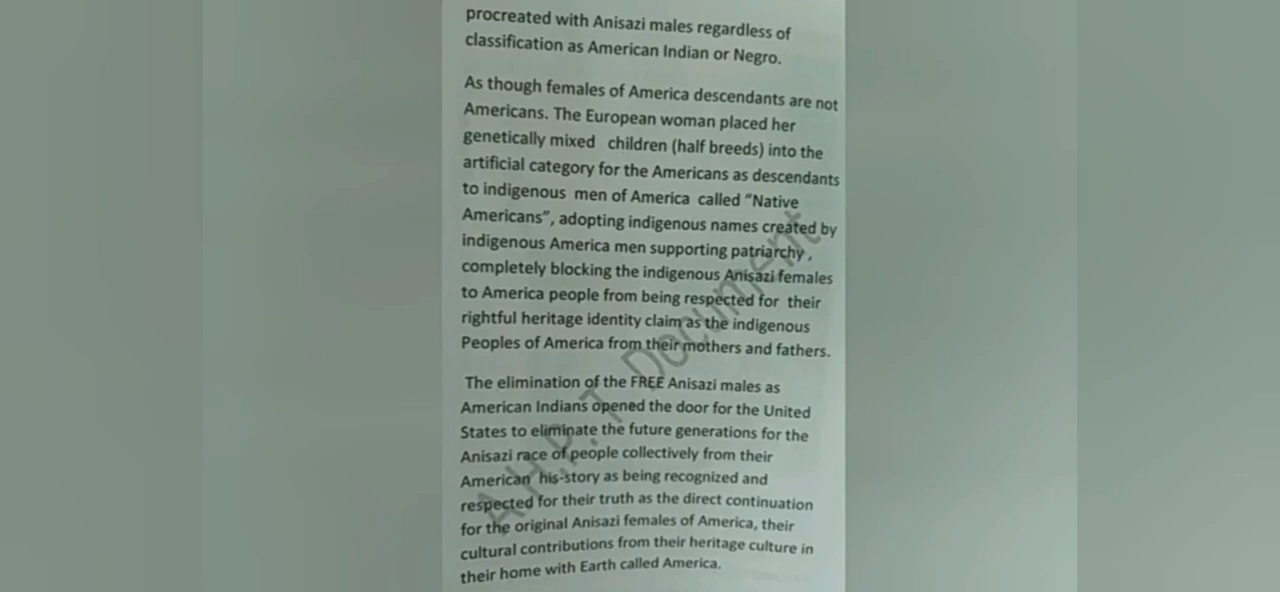 procreated with Anisazi males regardless of
classification as American Indian or Negro.
As though females of America descendants are not
Americans. The European woman placed her
genetically mixed children (half breeds) into the
artificial category for the Americans as descendants
to indigenous men of America called "Native
Americans", adopting indigenous names created by
indigenous America men supporting patriarchy,
completely blocking the indigenous Anisazi females
to America people from being respected for their
rightful heritage identity claim as the indigenous
Peoples of America from their mothers and fathers.
The elimination of the FREE Anisazi males as
American Indians opened the door for the United
States to eliminate the future generations for the
Anisazi race of people collectively from their
American his-story as being recognized and
respected for their truth as the direct continuation
for the original Anisazi females of America, their
cultural contributions from their heritage culture in
their home with Earth called America.
A.H.P.T Document